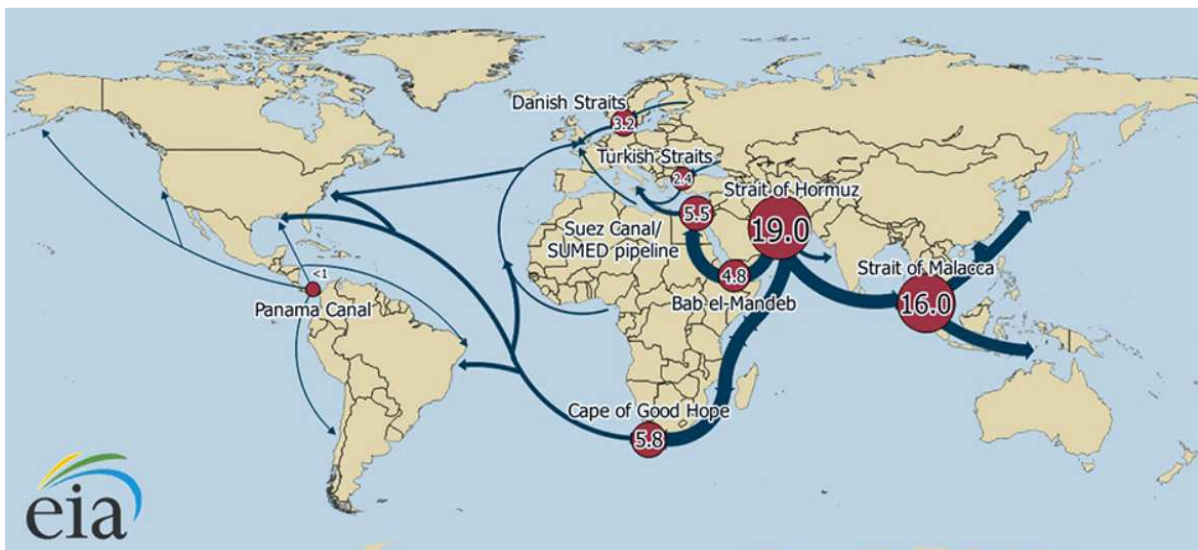 Danish Straits
3.2
Turkish Straits
2.4
Strait of Hormuz
19.0
5.5
Suez Canal/
SUMED pipeline
4.8
Bab el-Mandeb
Strait of Malacca
16.0
<1
Panama Canal
Cape of Good Hope
5.8
eia